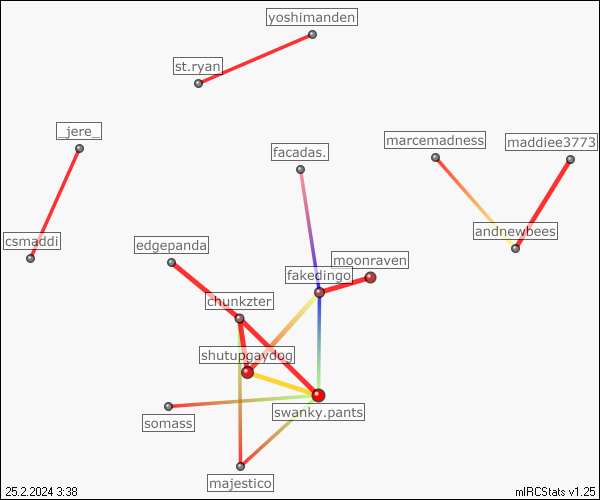 yoshimanden
st.ryan
_jere_
marcemadness
maddiee3773
facadas.
csmaddi
andnewbees
edgepanda
moonraven
fakedingo
chunkzter
shutupgaydog
swanky.pants
somass
majestico
25.2.2024 3:38
mIRCStats v1.25